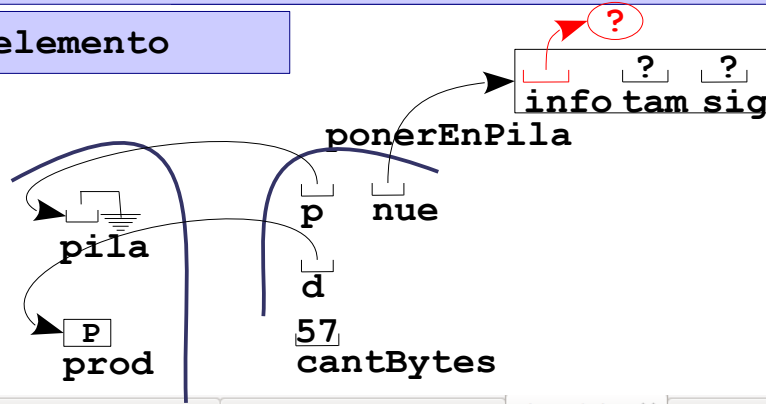 elemento
?
? ?
info tam sig
ponerEnPila
p nue
pila
d
P
57
prod
cantBytes